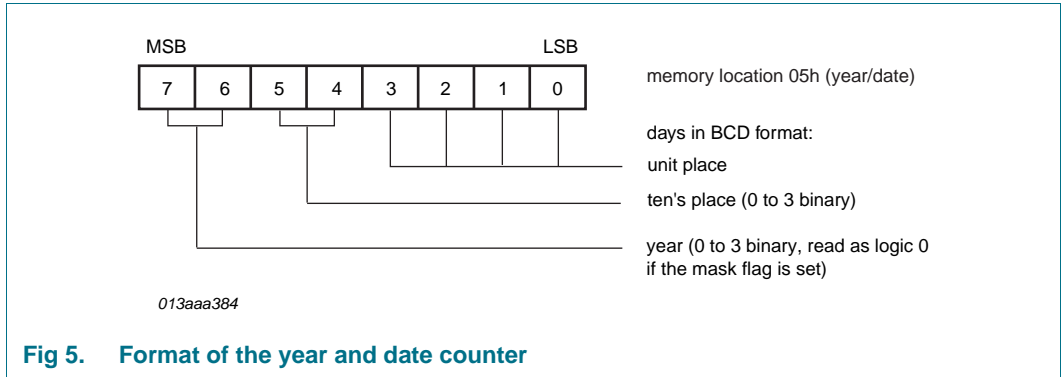 MSB LSB
7 6 5 4 3 2 1 0
memory location 05h (year/date)
days in BCD format:
unit place
ten's place (0 to 3 binary)
year (0 to 3 binary, read as logic 0
if the mask flag is set)
013aaa384
Fig 5. Format of the year and date counter